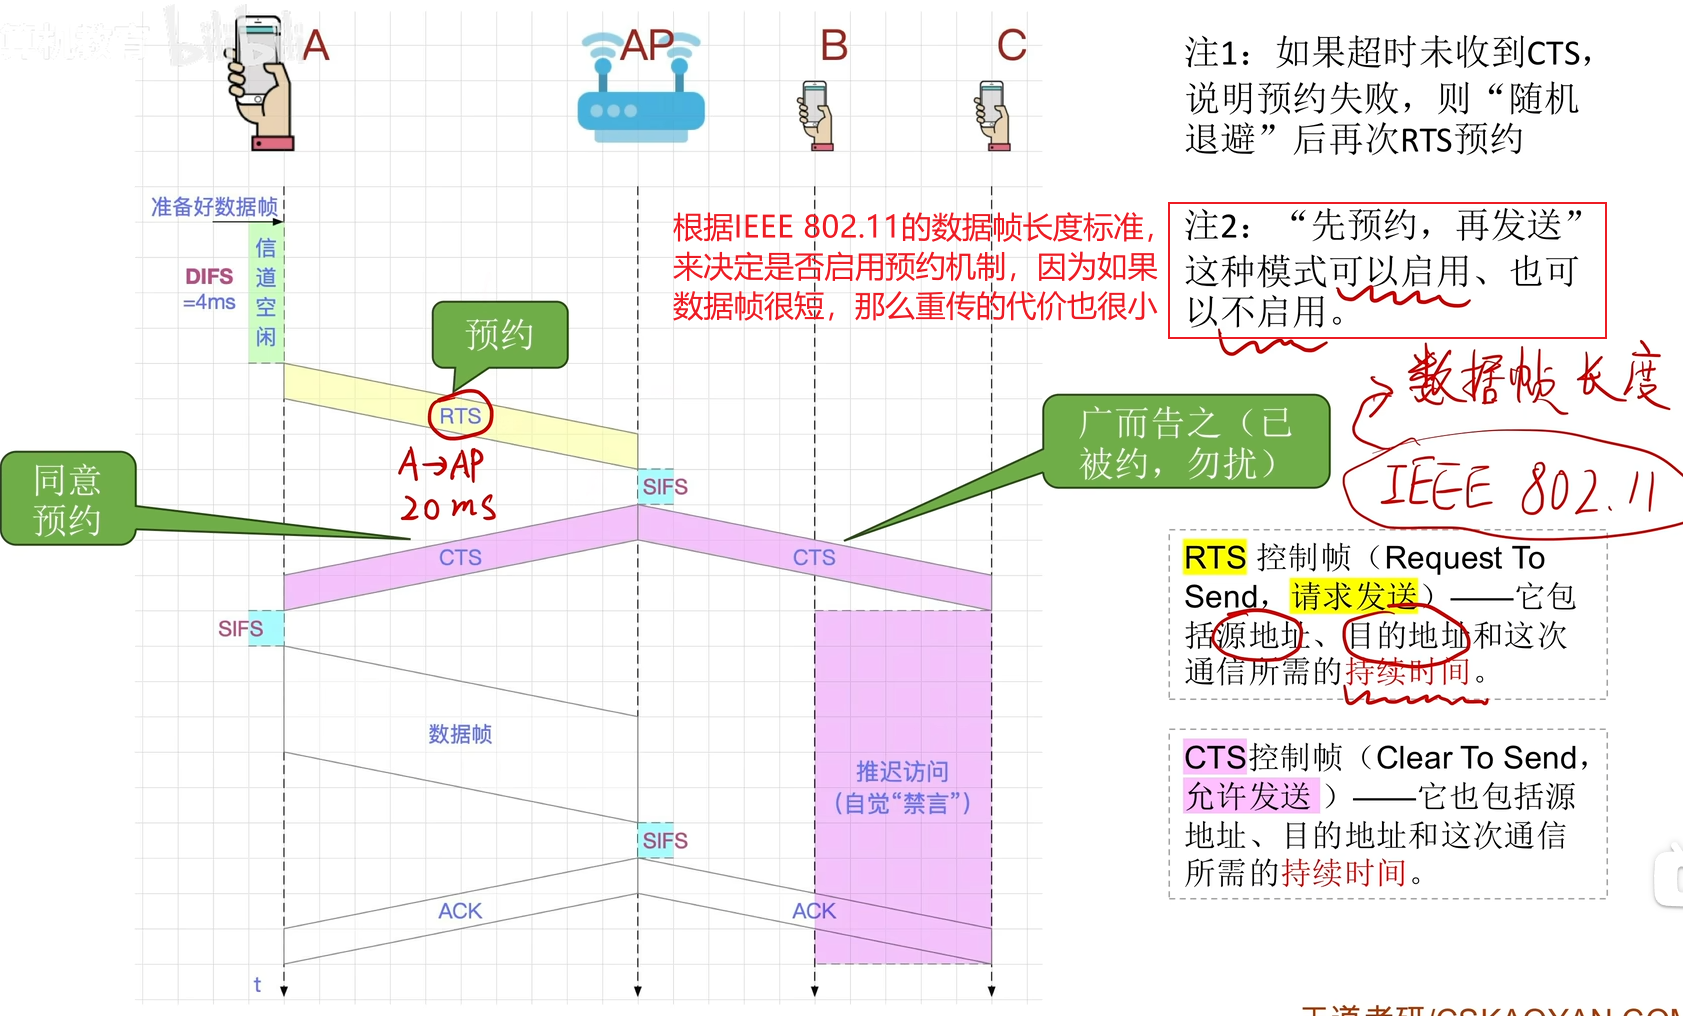 A
AP
B
C
准备好数据帧
信
道
空
闲
DIFS
=4ms
预约
RTS
A→AP
20ms
同意
预约
SIFS
CTS
CTS
广而告之（已
被约，勿扰）
SIFS
数据帧
推迟访问
（自觉“禁言”）
SIFS
ACK
ACK
t
根据IEEE 802.11的数据帧长度标准，
来决定是否启用预约机制，因为如果
数据帧很短，那么重传的代价也很小
注1：如果超时未收到CTS，
说明预约失败，则“随机
退避”后再次RTS预约
注2：“先预约，再发送”
这种模式可以启用、也可
以不启用。
数据帧长度
IEEE 802.11
RTS 控制帧（Request To
Send，请求发送）——它包
括源地址、目的地址和这次
通信所需的持续时间。
CTS控制帧（Clear To Send，
允许发送 ）——它也包括源
地址、目的地址和这次通信
所需的持续时间。
王道考研/CSKAOYAN.COM